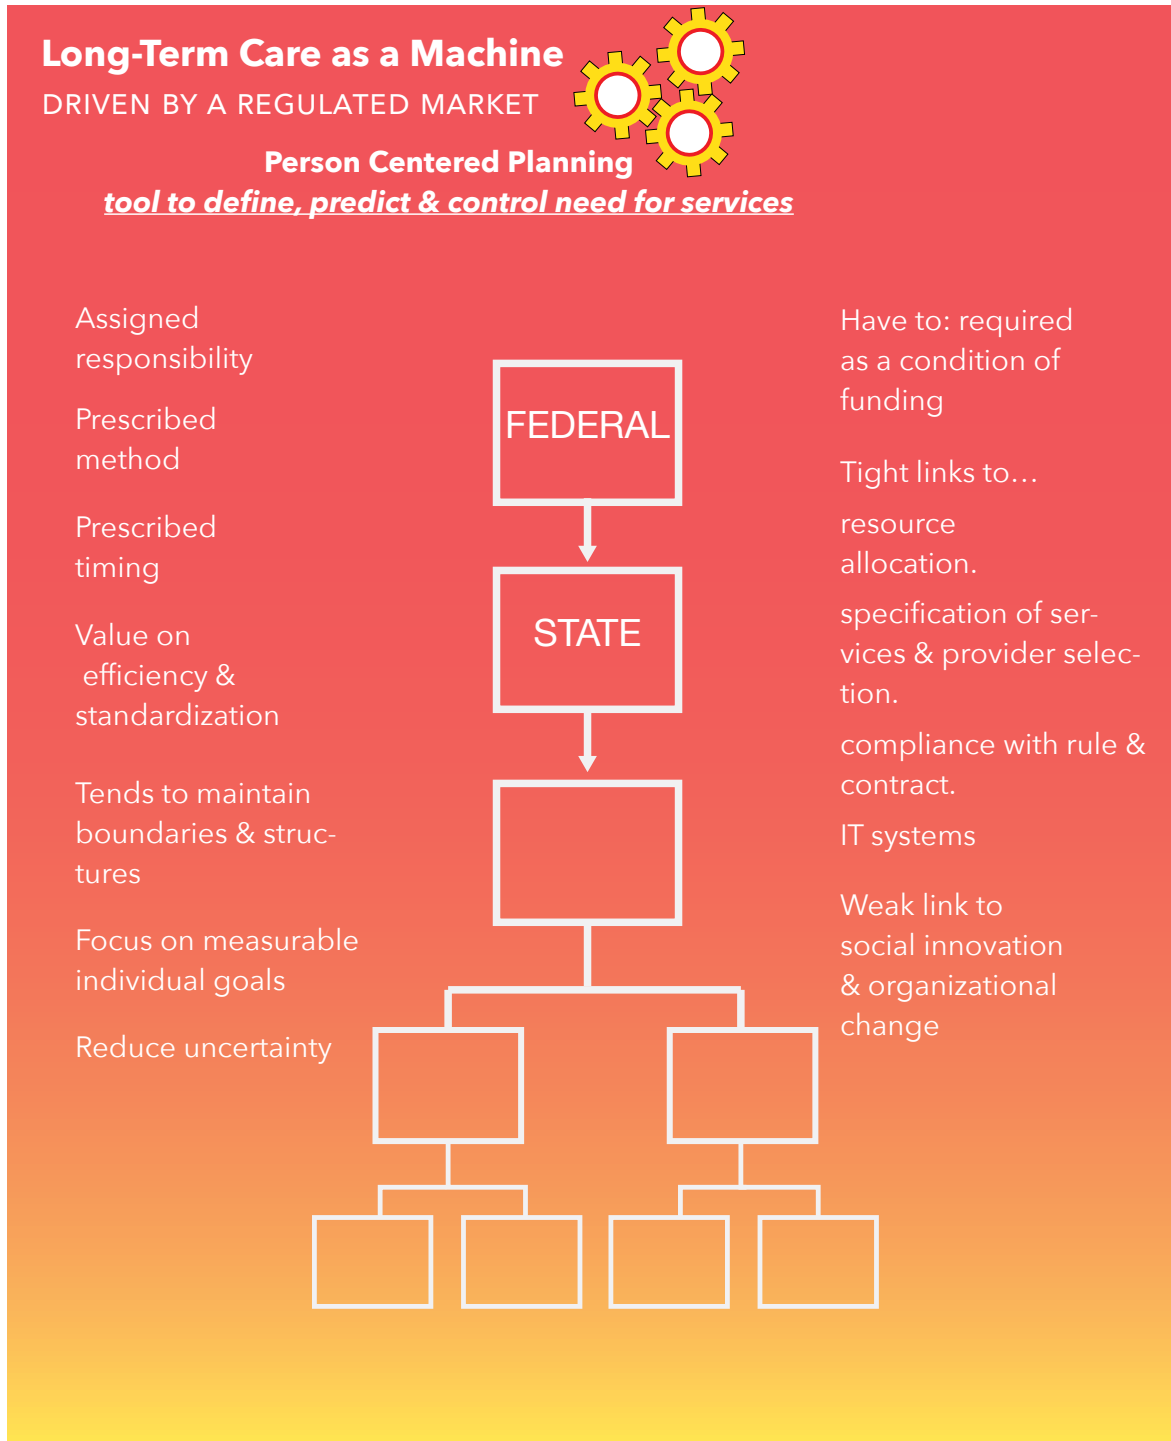 Long-Term Care as a Machine
DRIVEN BY A REGULATED MARKET
Person Centered Planning
tool to define, predict & control need for services
Assigned
responsibility
Prescribed
method
Prescribed
timing
Value on
efficiency &
standardization
Tends to maintain
boundaries & struc-
tures
Focus on measurable
individual goals
Reduce uncertainty
FEDERAL
STATE
Have to: required
as a condition of
funding
Tight links to…
resource
allocation.
specification of ser-
vices & provider selec-
tion.
compliance with rule &
contract.
IT systems
Weak link to
social innovation
& organizational
change